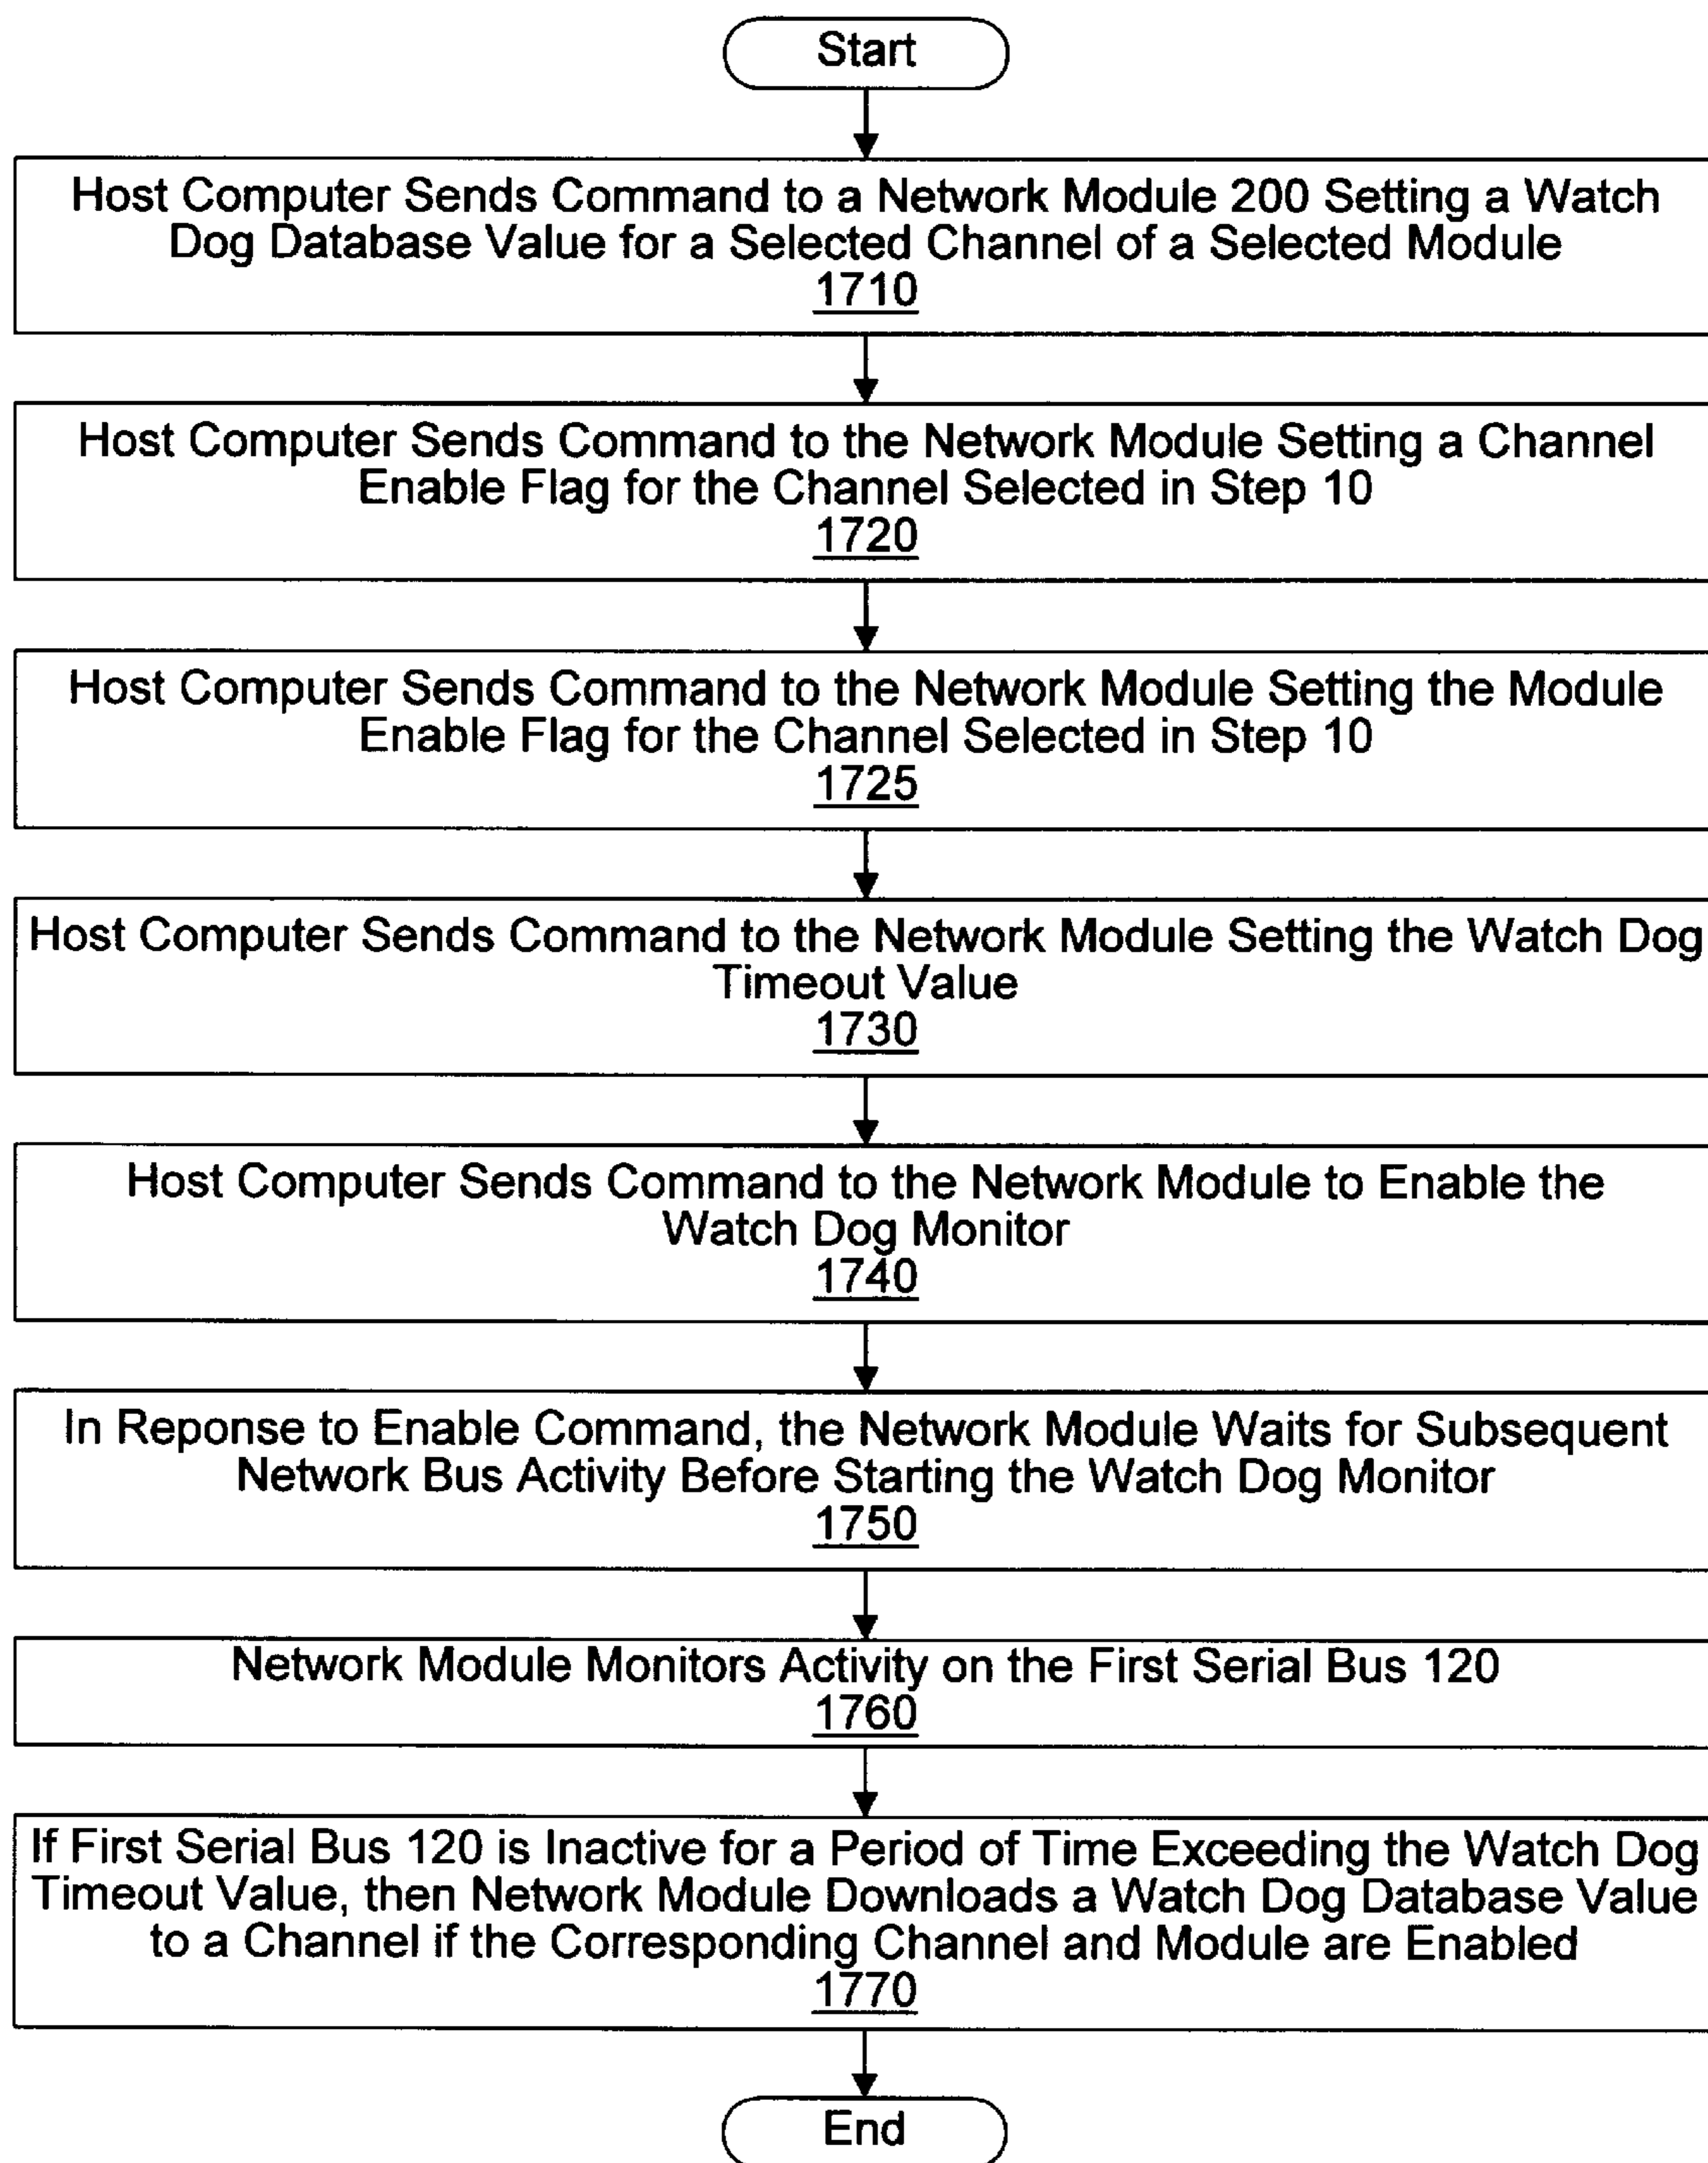 Start
Host Computer Sends Command to a Network Module 200 Setting a Watch
Dog Database Value for a Selected Channel of a Selected Module
1710
Host Computer Sends Command to the Network Module Setting a Channel
Enable Flag for the Channel Selected in Step 10
1720
Host Computer Sends Command to the Network Module Setting the Module
Enable Flag for the Channel Selected in Step 10
1725
Host Computer Sends Command to the Network Module Setting the Watch Dog
Timeout Value
1730
Host Computer Sends Command to the Network Module to Enable the
Watch Dog Monitor
1740
In Reponse to Enable Command, the Network Module Waits for Subsequent
Network Bus Activity Before Starting the Watch Dog Monitor
1750
Network Module Monitors Activity on the First Serial Bus 120
1760
If First Serial Bus 120 is Inactive for a Period of Time Exceeding the Watch Dog
Timeout Value, then Network Module Downloads a Watch Dog Database Value
to a Channel if the Corresponding Channel and Module are Enabled
1770
End